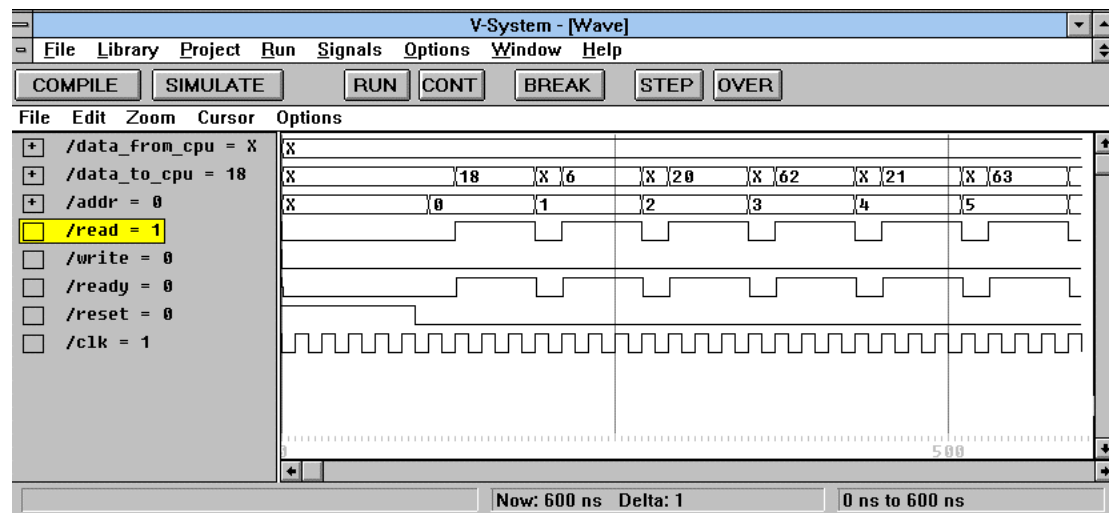 V-System - [Wave]
File Library Project Run Signals Options Window Help
COMPILE SIMULATE RUN CONT BREAK STEP OVER
File Edit Zoom Cursor Options
+ /data_from_cpu = X X
+ /data_to_cpu = 18 X 18 X 6 X 20 X 62 X 21 X 63
+ /addr = 0 X 0 1 2 3 4 5
/read = 1
/write = 0
/ready = 0
/reset = 0
/clk = 1
0 500
Now: 600 ns Delta: 1 0 ns to 600 ns